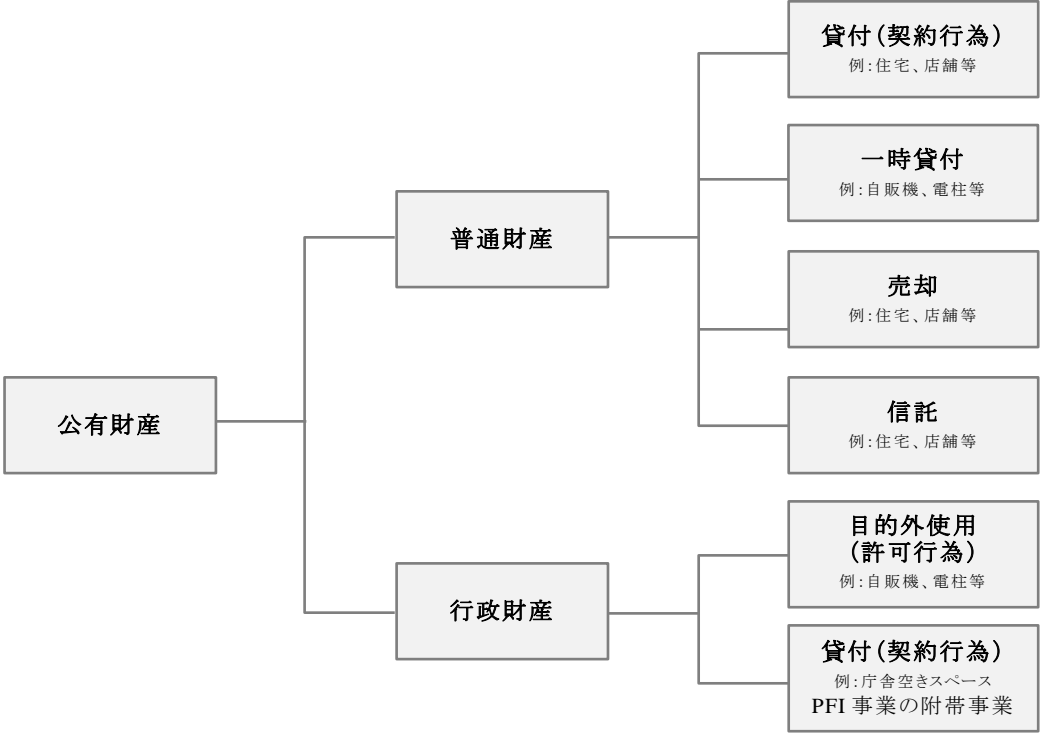 貸付(契約行為)
例:住宅、店舗等
一時貸付
例:自販機、電柱等
普通財産
売却
例:住宅、店舗等
公有財産
信託
例:住宅、店舗等
目的外使用
(許可行為)
例:自販機、電柱等
行政財産
貸付(契約行為)
例:庁舎空きスペース
PFI 事業の附帯事業